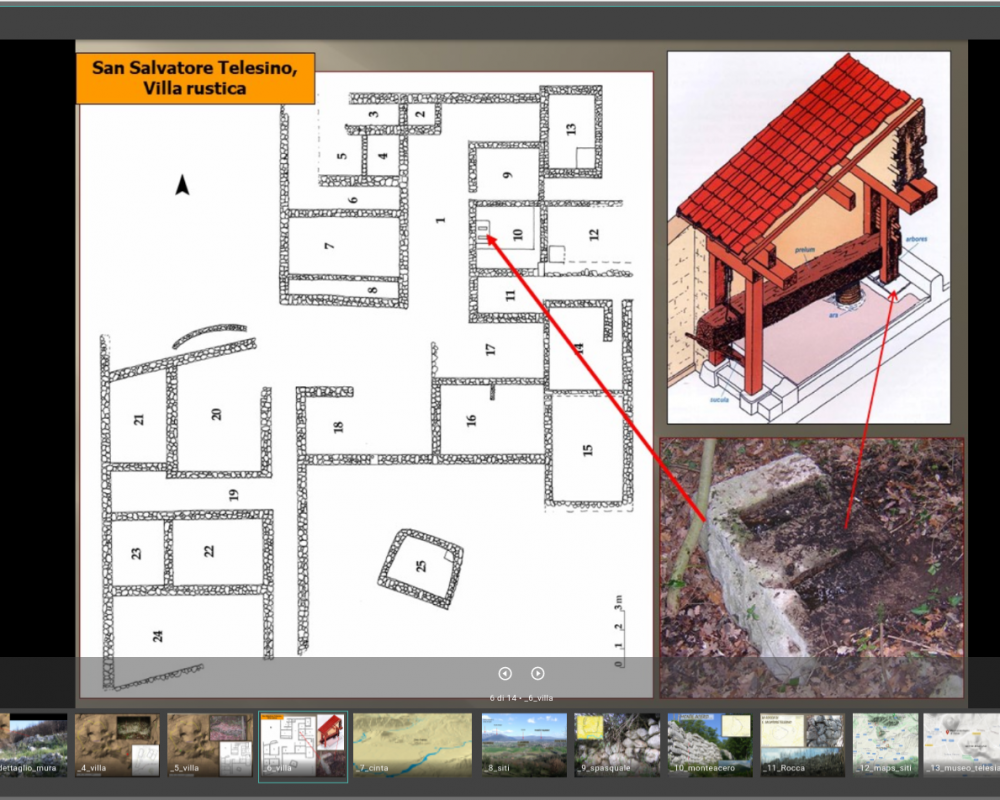 San Salvatore Telesino,
Villa rustica
3
2
13
5
4
9
6
1
7
10
12
8
11
17
14
21
20
18
16
15
19
23
22
25
24
0 1 2 3 m
prelum
arbores
ara
sucula
6 di 14 • _6_villa
dettaglio_mura
_4_villa
_5_villa
_6_villa
_7_cinta
_8_siti
_9_spasquale
_10_monteacero
_11_Rocca
_12_maps_siti
_13_museo_telesia